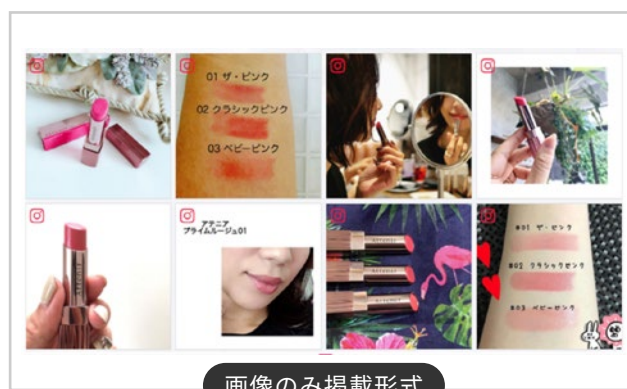 01 ザ・ピンク
02 クラシックピンク
03 ベビーピンク
アテニア
プライムルージュ01
#01 ザ・ピンク
#02 クラシックピンク
#03 ベビーピンク
画像のみ掲載形式